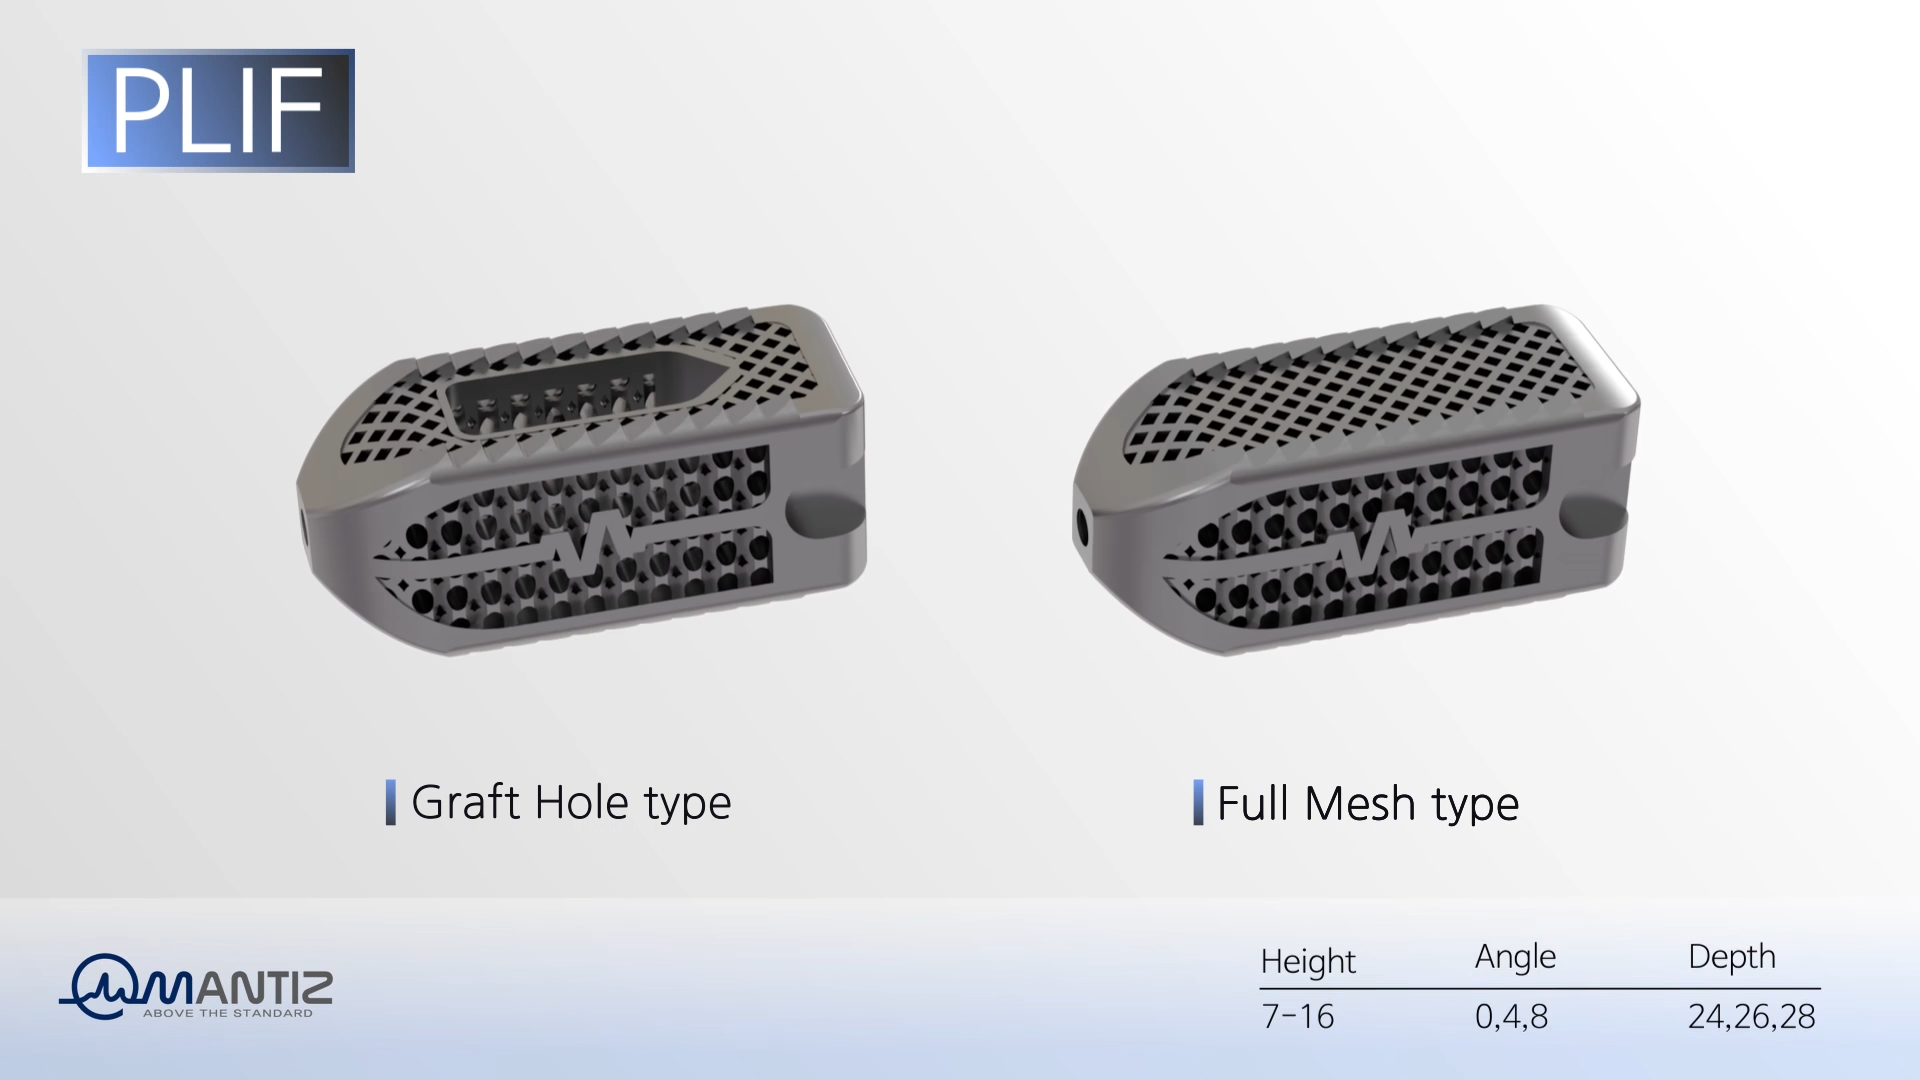 PLIF
Graft Hole type
Full Mesh type
MANTIZ
ABOVE THE STANDARD
Height Angle Depth
7-16 0,4,8 24,26,28